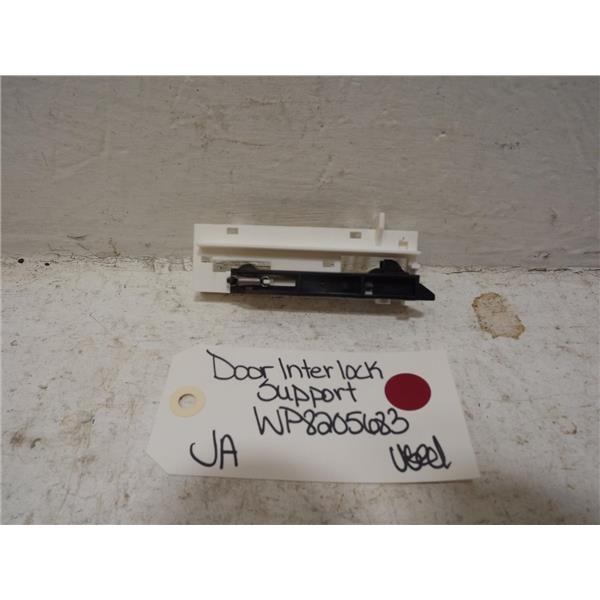 Door Interlock
Support
WP8205683
JA
Used